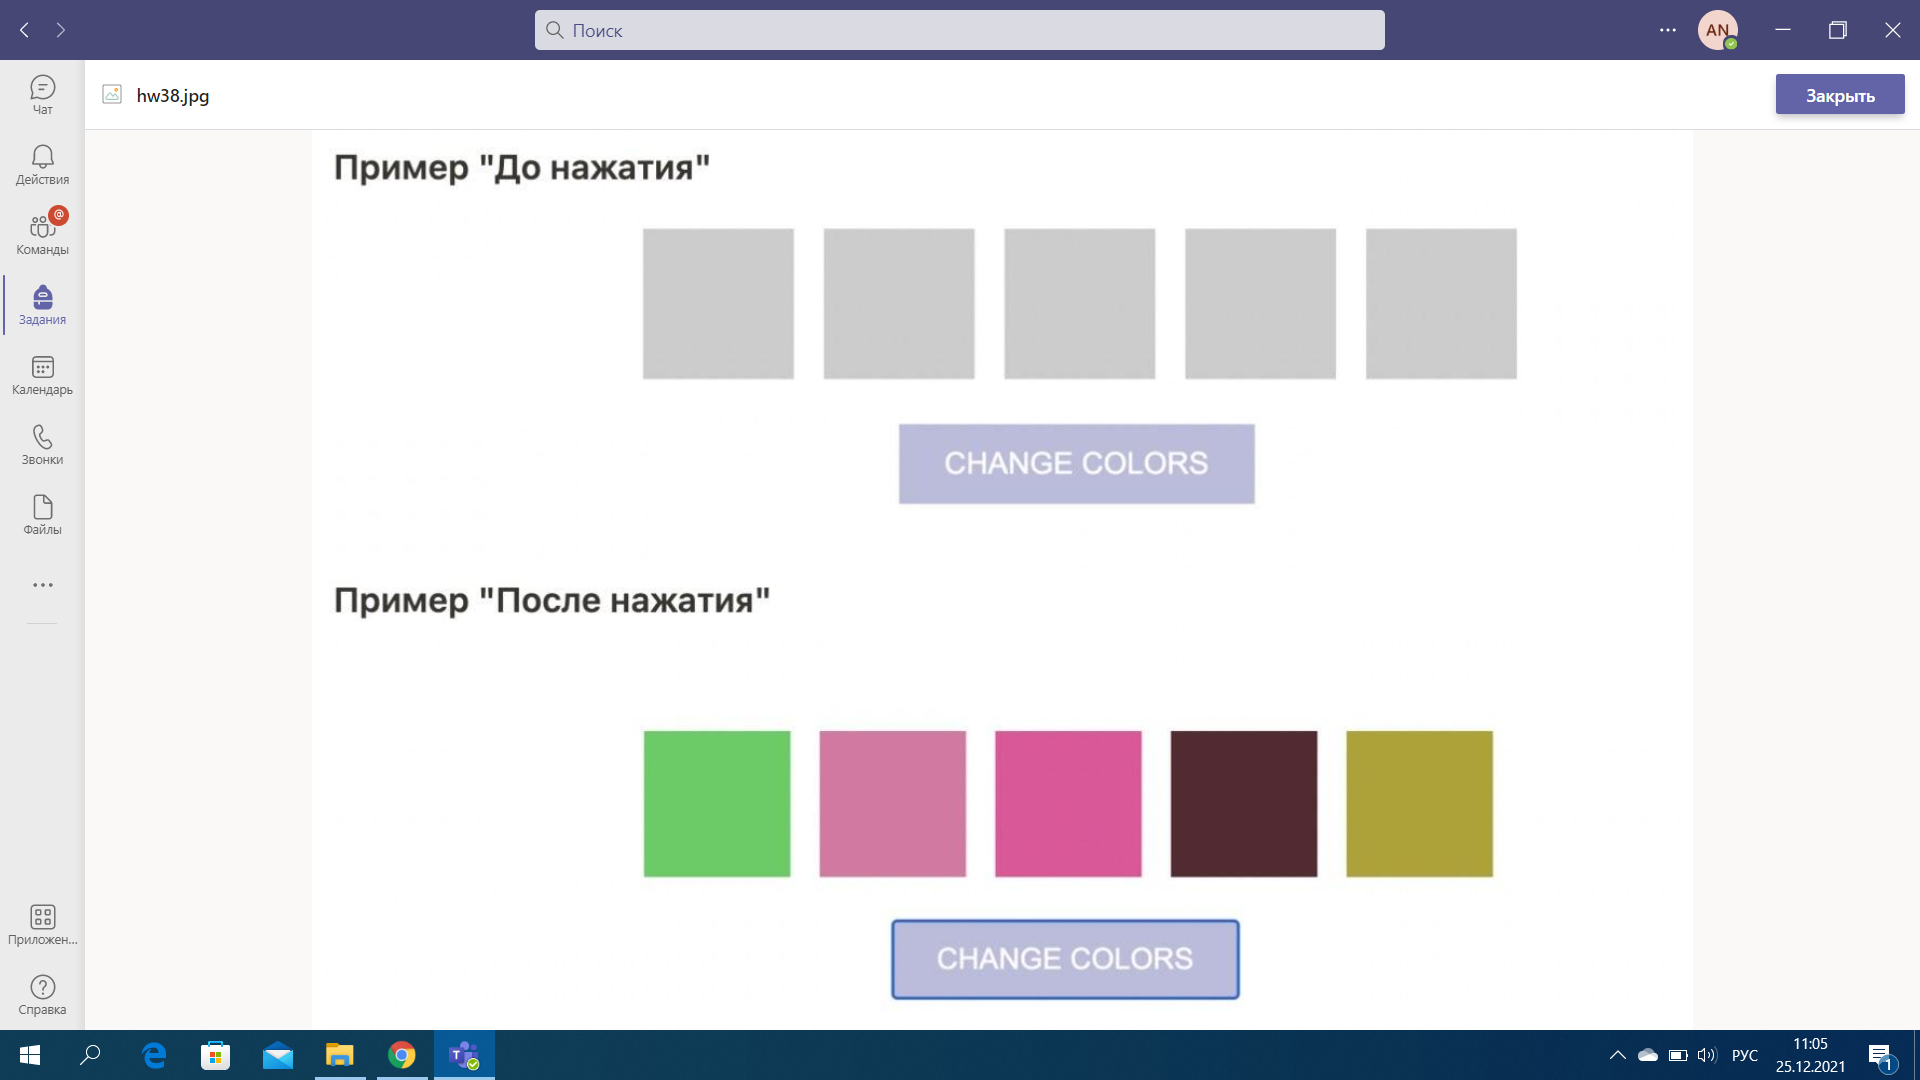 Поиск
AN
Чат
Действия
@
Команды
Задания
Календарь
Звонки
Файлы
Приложен...
Справка
hw38.jpg
Закрыть
Пример "До нажатия"
CHANGE COLORS
Пример "После нажатия"
CHANGE COLORS
T
РУС
11:05
25.12.2021
1